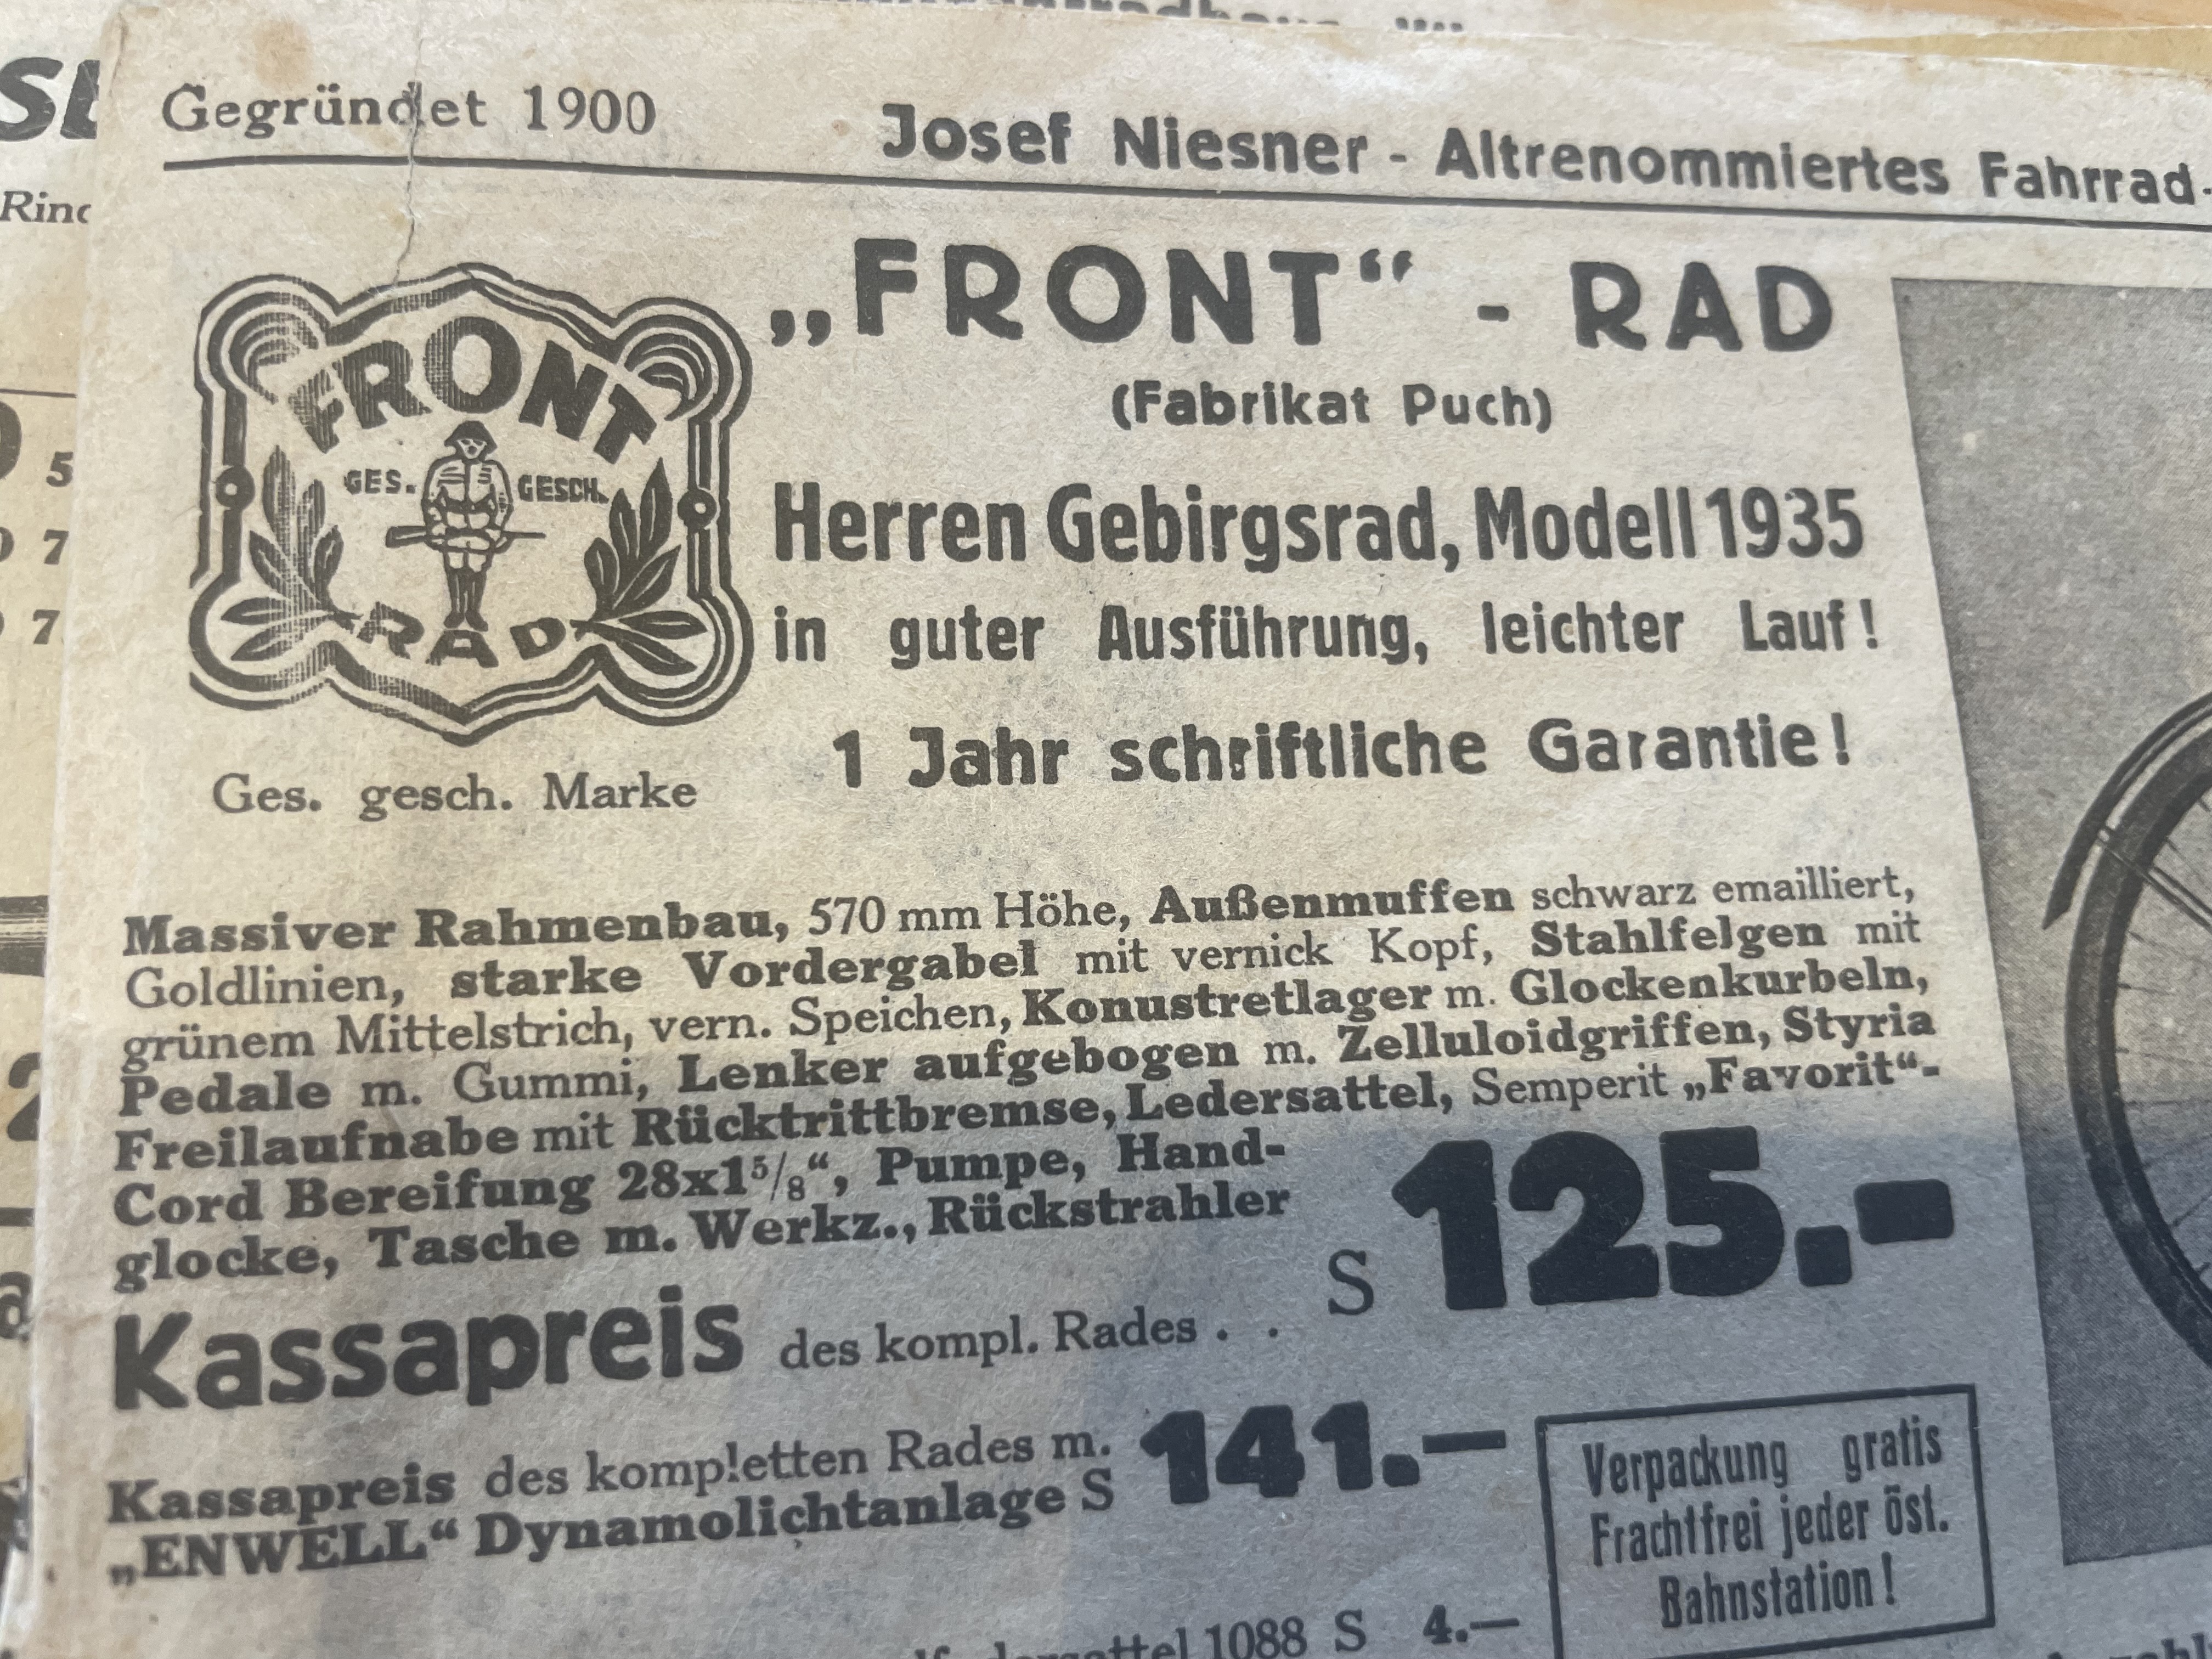 Gegründet 1900
Josef Niesner - Altrenommiertes Fahrrad-
FRONT
GES. GESCH.
RAD
Ges. gesch. Marke
„FRONT“ - RAD
(Fabrikat Puch)
Herren Gebirgsrad, Modell 1935
in guter Ausführung, leichter Lauf!
1 Jahr schriftliche Garantie!
Massiver Rahmenbau, 570 mm Höhe, Außenmuffen schwarz emailliert,
Goldlinien, starke Vordergabel mit vernick Kopf, Stahlfelgen mit
grünem Mittelstrich, vern. Speichen, Konustretlager m. Glockenkurbeln,
Pedale m. Gummi, Lenker aufgebogen m. Zelluloidgriffen, Styria
Freilaufnabe mit Rücktrittbremse, Ledersattel, Semperit „Favorit“-
Cord Bereifung 28x1⁵/₈“, Pumpe, Hand-
glocke, Tasche m. Werkz., Rückstrahler
Kassapreis des kompl. Rades . . S 125.-
Kassapreis des kompletten Rades m.
„ENWELL“ Dynamolichtanlage S 141.—
Verpackung gratis
Frachtfrei jeder öst.
Bahnstation!
1088 S 4.—